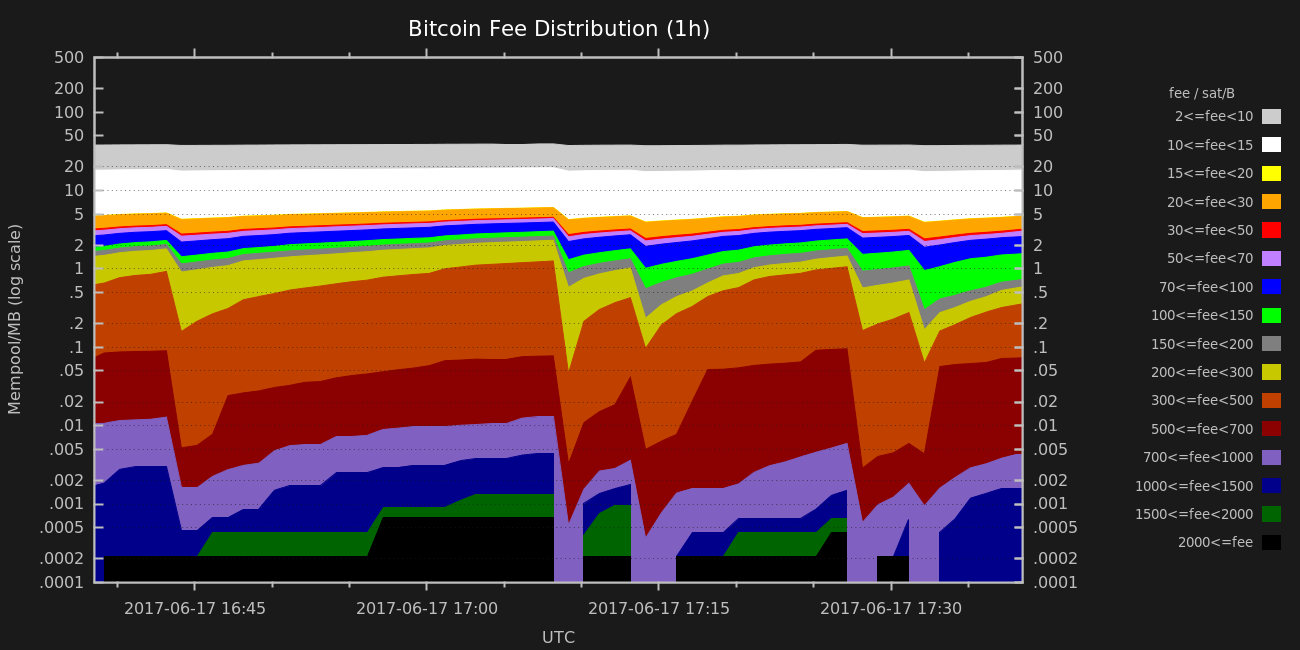 Bitcoin Fee Distribution (1h)
Mempool/MB (log scale)
500
200
100
50
20
10
5
2
1
.5
.2
.1
.05
.02
.01
.005
.002
.001
.0005
.0002
.0001
500
200
100
50
20
10
5
2
1
.5
.2
.1
.05
.02
.01
.005
.002
.001
.0005
.0002
.0001
2017-06-17 16:45
2017-06-17 17:00
2017-06-17 17:15
2017-06-17 17:30
UTC
fee / sat/B
2<=fee<10
10<=fee<15
15<=fee<20
20<=fee<30
30<=fee<50
50<=fee<70
70<=fee<100
100<=fee<150
150<=fee<200
200<=fee<300
300<=fee<500
500<=fee<700
700<=fee<1000
1000<=fee<1500
1500<=fee<2000
2000<=fee